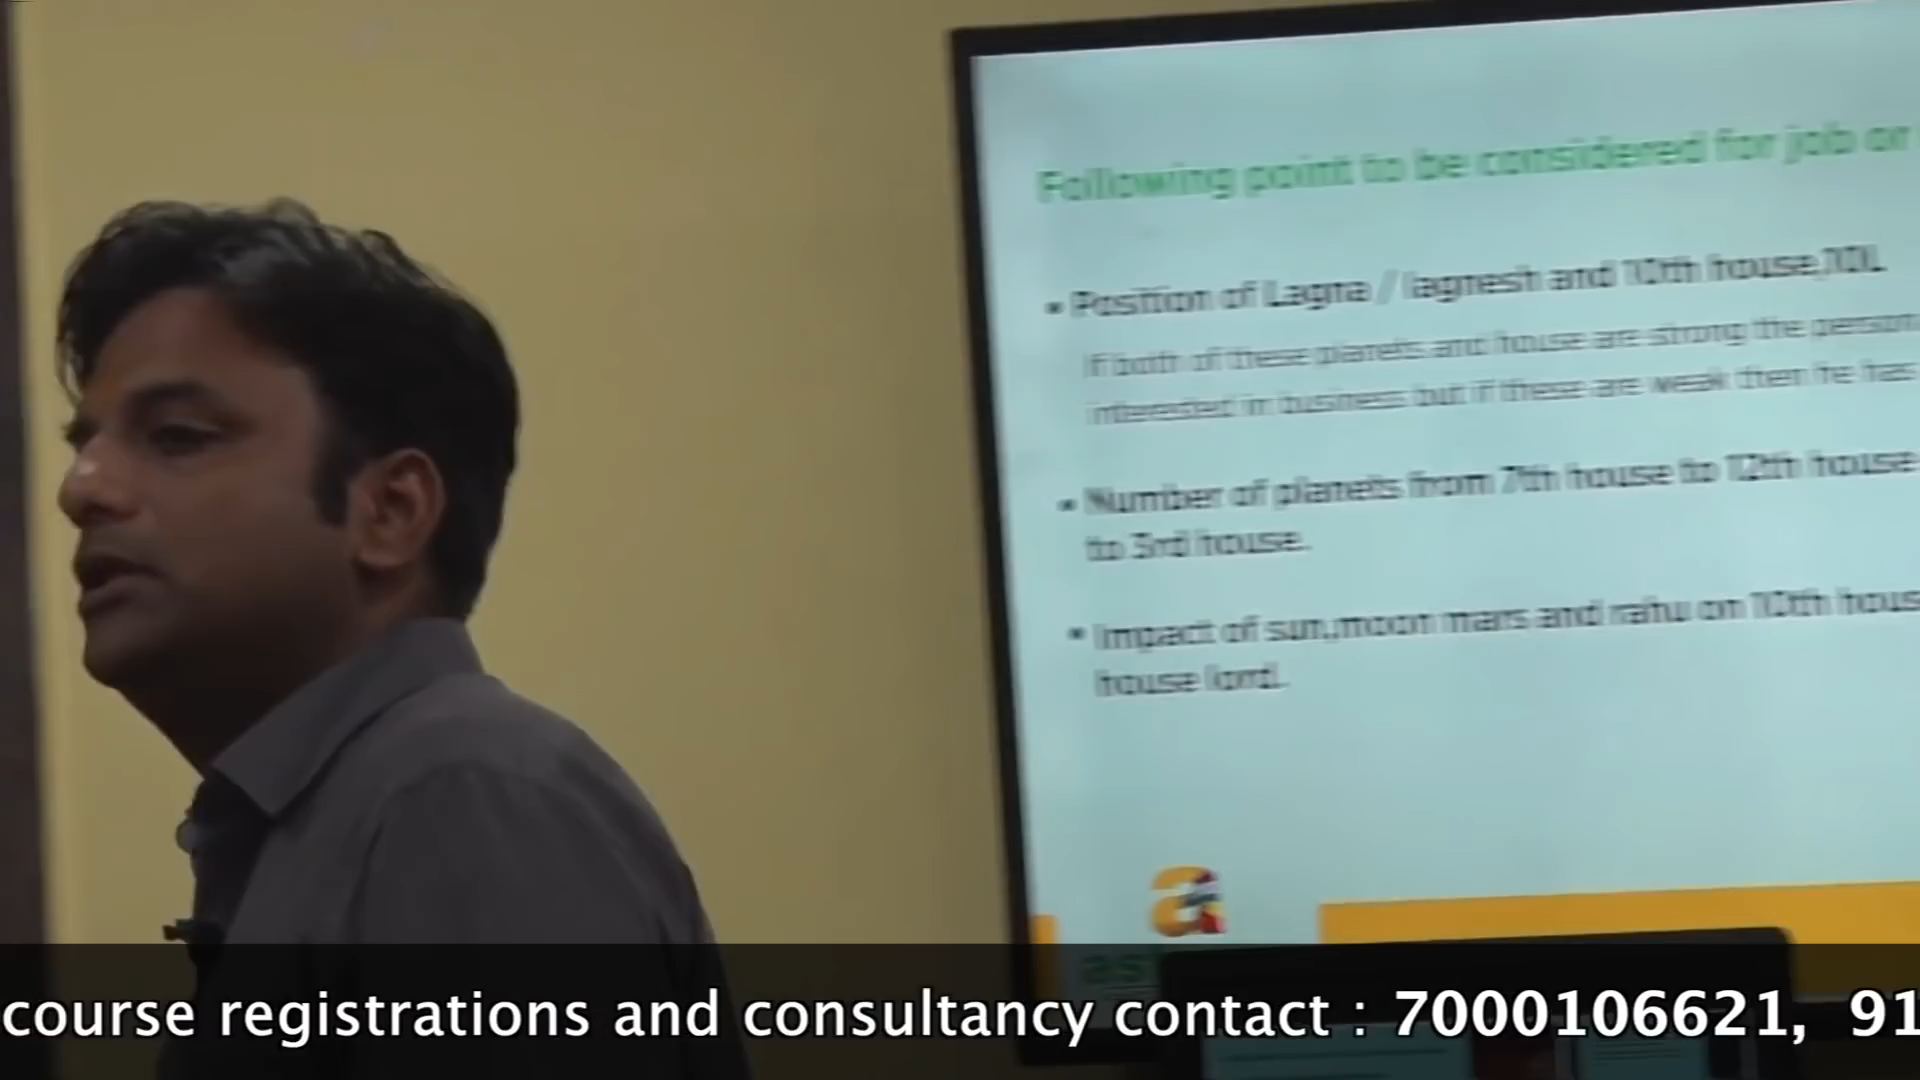 Following point to be considered for job or
• Position of Lagna / lagnesh and 10th house,10L
If both of these planets and house are strong the person
interested in business but if these are weak then he has
• Number of planets from 7th house to 12th house
to 3rd house.
• Impact of sun,moon mars and rahu on 10th hous
house lord.
a
as
course registrations and consultancy contact : 7000106621, 91